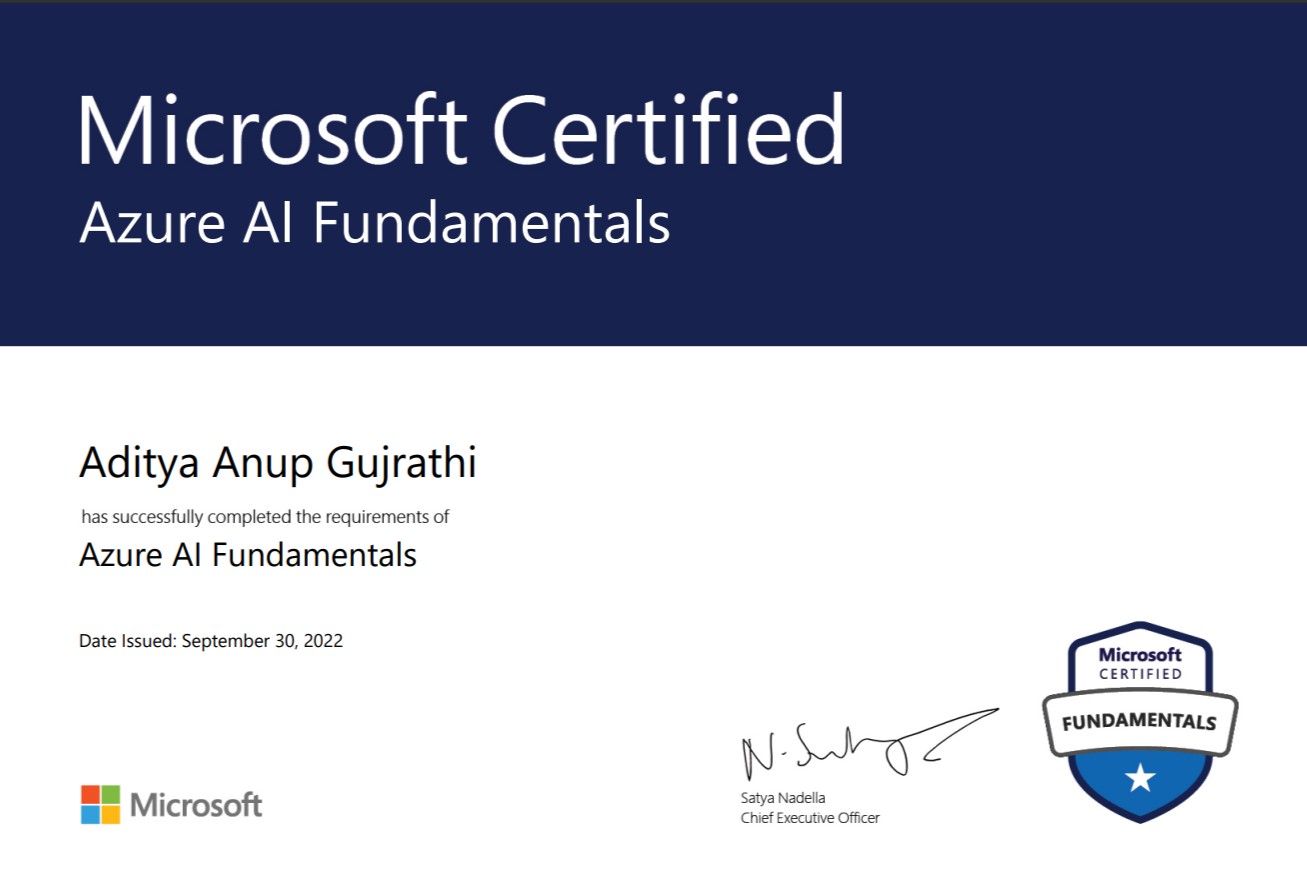 Microsoft Certified
Azure AI Fundamentals
Aditya Anup Gujrathi
has successfully completed the requirements of
Azure AI Fundamentals
Date Issued: September 30, 2022
Microsoft
CERTIFIED
FUNDAMENTALS
Satya Nadella
Chief Executive Officer
Microsoft